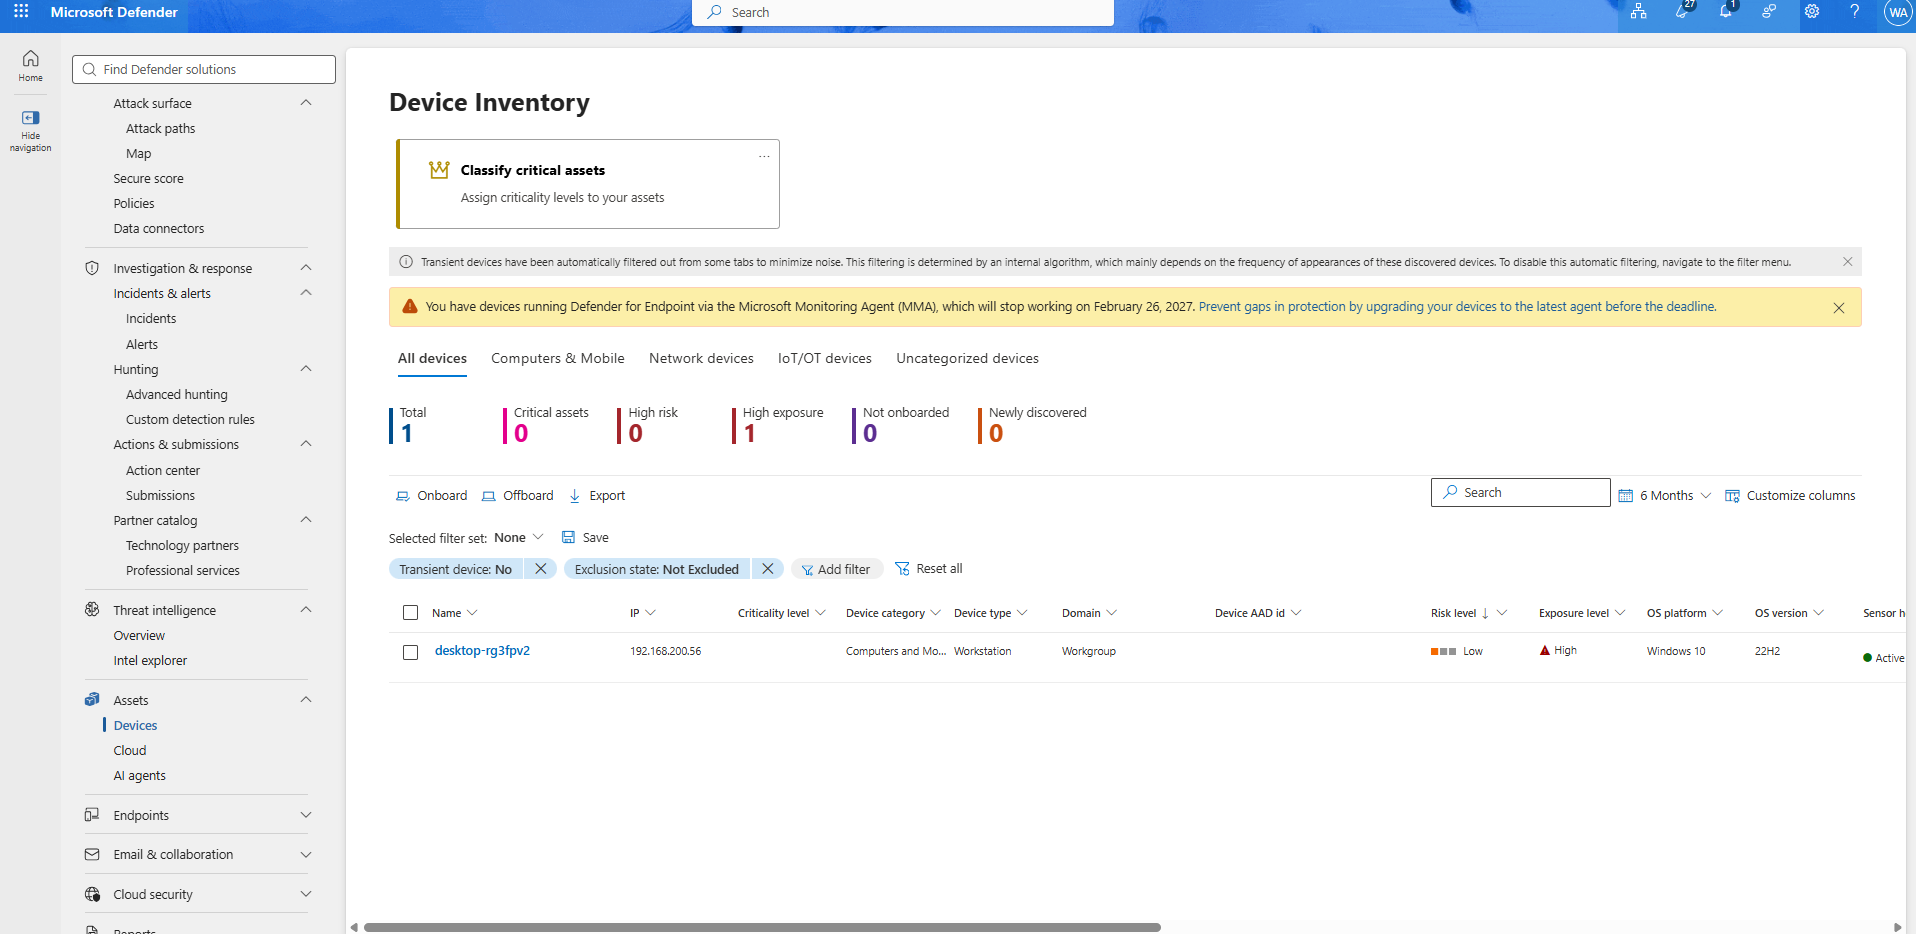 Microsoft Defender
Search
27
1
WA
Home
Hide navigation
Find Defender solutions
Attack surface
Attack paths
Map
Secure score
Policies
Data connectors
Investigation & response
Incidents & alerts
Incidents
Alerts
Hunting
Advanced hunting
Custom detection rules
Actions & submissions
Action center
Submissions
Partner catalog
Technology partners
Professional services
Threat intelligence
Overview
Intel explorer
Assets
Devices
Cloud
AI agents
Endpoints
Email & collaboration
Cloud security
Reports
Device Inventory
...
Classify critical assets
Assign criticality levels to your assets
Transient devices have been automatically filtered out from some tabs to minimize noise. This filtering is determined by an internal algorithm, which mainly depends on the frequency of appearances of these discovered devices. To disable this automatic filtering, navigate to the filter menu.
You have devices running Defender for Endpoint via the Microsoft Monitoring Agent (MMA), which will stop working on February 26, 2027. Prevent gaps in protection by upgrading your devices to the latest agent before the deadline.
All devices Computers & Mobile Network devices IoT/OT devices Uncategorized devices
Total Critical assets High risk High exposure Not onboarded Newly discovered
1 0 0 1 0 0
Onboard Offboard Export Search 6 Months Customize columns
Selected filter set: None Save
Transient device: No Exclusion state: Not Excluded Add filter Reset all
Name IP Criticality level Device category Device type Domain Device AAD id Risk level Exposure level OS platform OS version Sensor h
desktop-rg3fpv2 192.168.200.56 Computers and Mo... Workstation Workgroup Low High Windows 10 22H2 Active